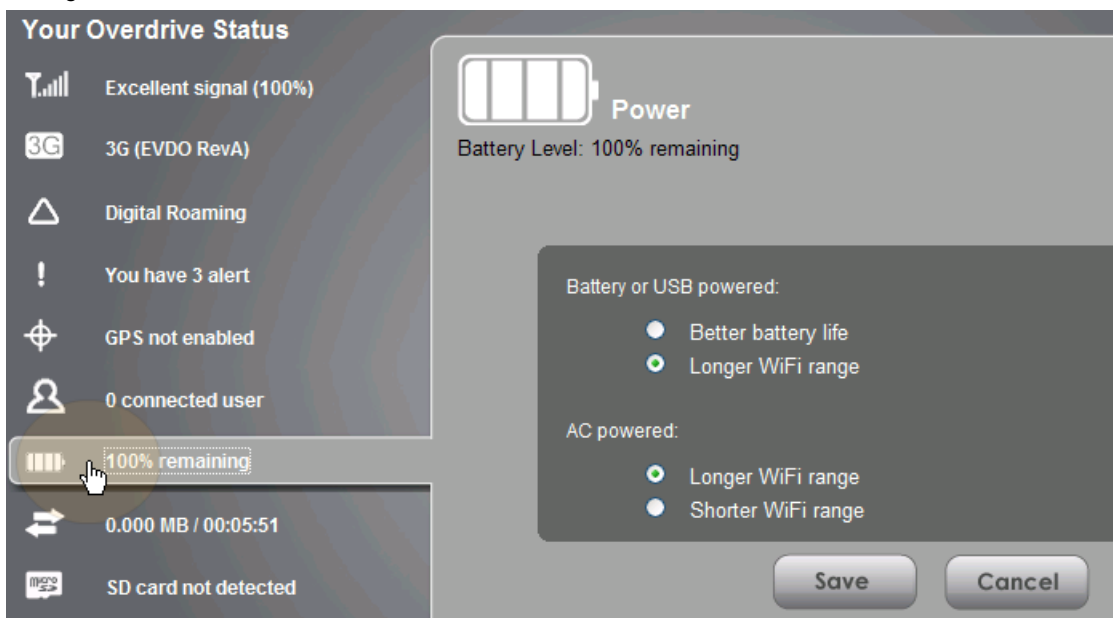 Your Overdrive Status
Excellent signal (100%)
3G
3G (EVDO RevA)
Digital Roaming
! You have 3 alert
GPS not enabled
0 connected user
100% remaining
0.000 MB / 00:05:51
micro SD
SD card not detected
Power
Battery Level: 100% remaining
Battery or USB powered:
Better battery life
Longer WiFi range
AC powered:
Longer WiFi range
Shorter WiFi range
Save Cancel